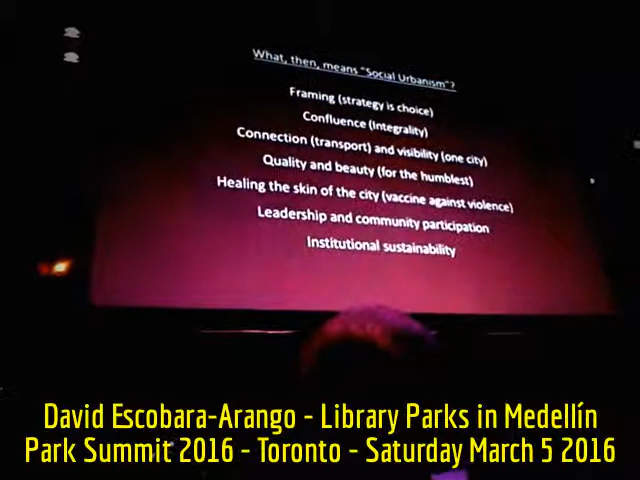 What, then, means "Social Urbanism"?
Framing (strategy is choice)
Confluence (Integrality)
Connection (transport) and visibility (one city)
Quality and beauty (for the humblest)
Healing the skin of the city (vaccine against violence)
Leadership and community participation
Institutional sustainability
David Escobara-Arango - Library Parks in Medellín
Park Summit 2016 - Toronto - Saturday March 5 2016